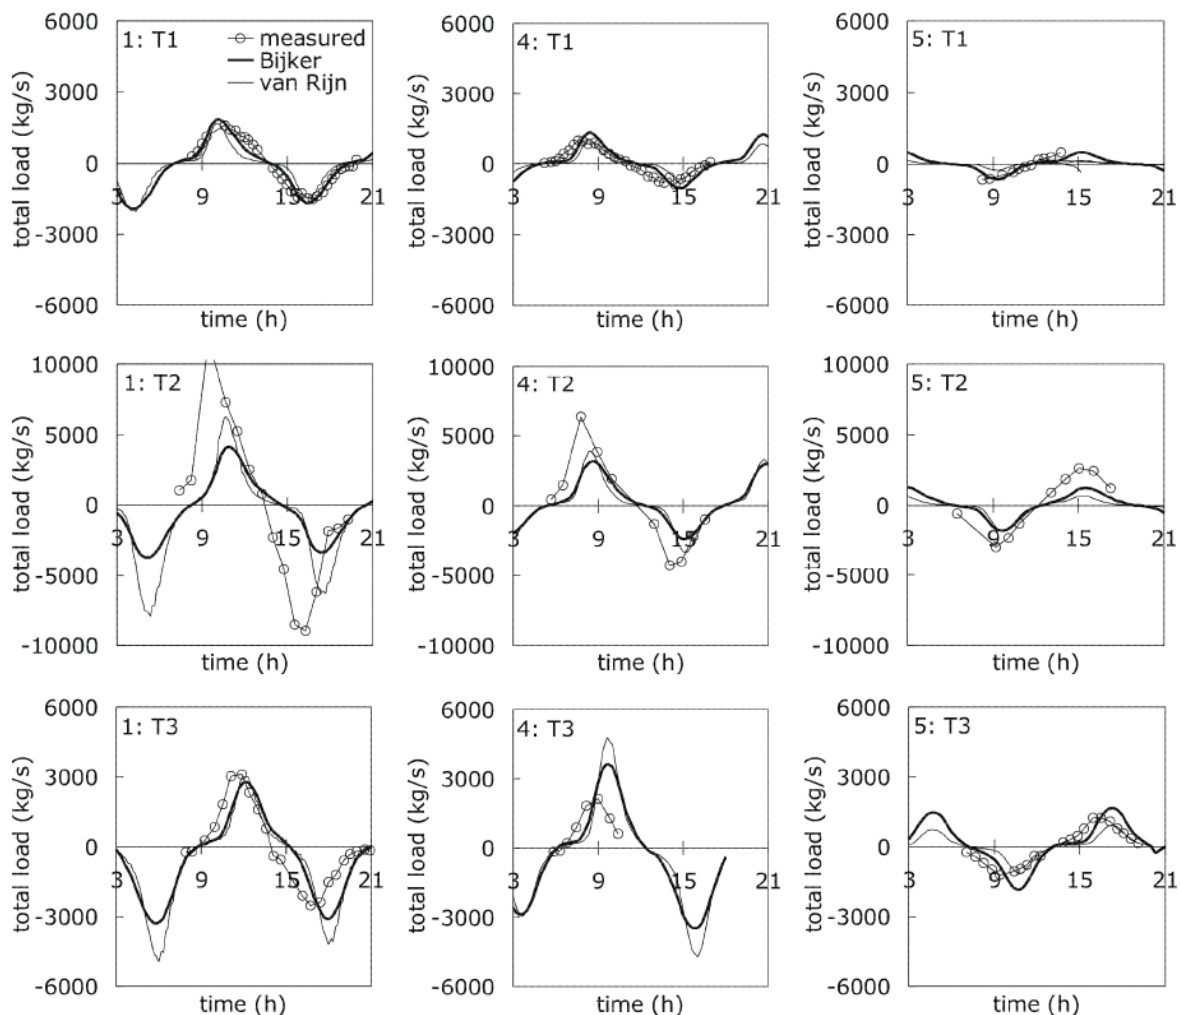 6000
3000
0
-3000
-6000
total load (kg/s)
1: T1
measured
Bijker
van Rijn
3
9
15
21
time (h)
6000
3000
0
-3000
-6000
total load (kg/s)
4: T1
3
9
15
21
time (h)
6000
3000
0
-3000
-6000
total load (kg/s)
5: T1
3
9
15
21
time (h)
10000
5000
0
-5000
-10000
total load (kg/s)
1: T2
3
9
15
21
time (h)
10000
5000
0
-5000
-10000
total load (kg/s)
4: T2
3
9
15
21
time (h)
10000
5000
0
-5000
-10000
total load (kg/s)
5: T2
3
9
15
21
time (h)
6000
3000
0
-3000
-6000
total load (kg/s)
1: T3
3
9
15
21
time (h)
6000
3000
0
-3000
-6000
total load (kg/s)
4: T3
3
9
15
21
time (h)
6000
3000
0
-3000
-6000
total load (kg/s)
5: T3
3
9
15
21
time (h)